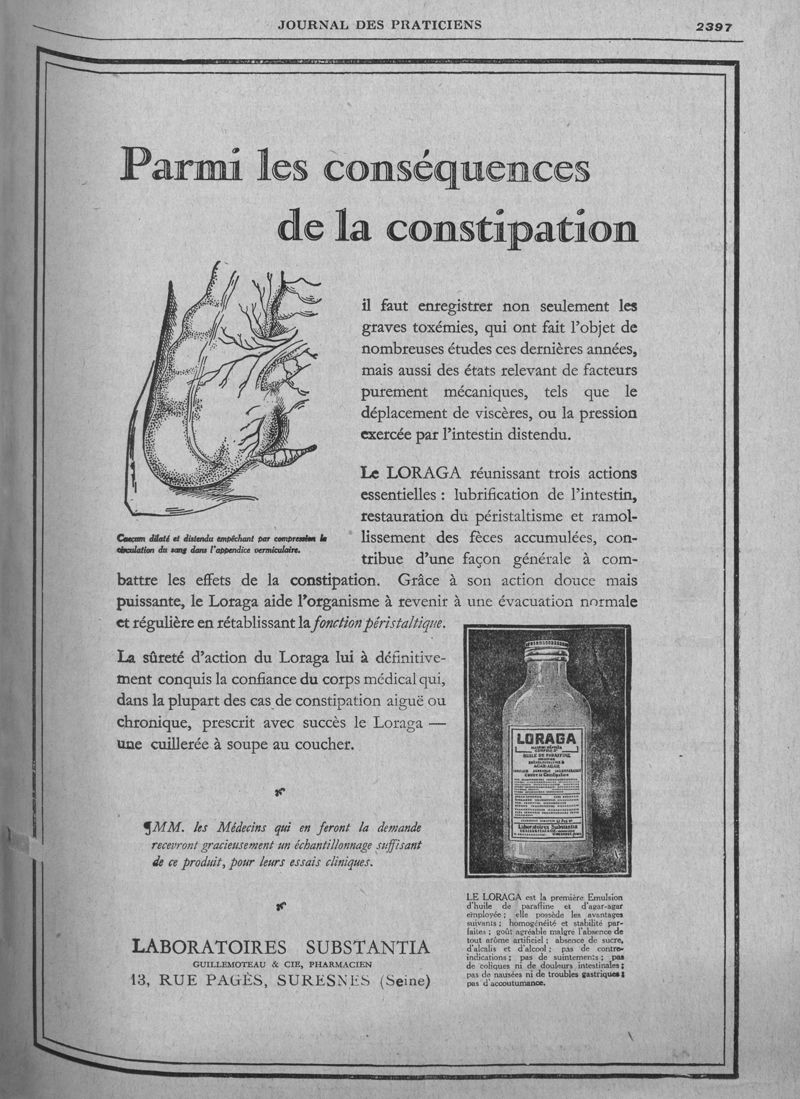 JOURNAL DES PRATICIENS
2397
Parmi les conséquences
de la constipation
il faut enregistrer non seulement les
graves toxémies, qui ont fait l'objet de
nombreuses études ces dernières années,
mais aussi des états relevant de facteurs
purement mécaniques, tels que le
déplacement de viscères, ou la pression
exercée par l'intestin distendu.
Cæcum dilaté et distendu empêchant par compression la
circulation du sang dans l'appendice vermiculaire.
Le LORAGA réunissant trois actions
essentielles : lubrification de l'intestin,
restauration du péristaltisme et ramol-
lissement des fèces accumulées, con-
tribue d'une façon générale à com-
battre les effets de la constipation. Grâce à son action douce mais
puissante, le Loraga aide l'organisme à revenir à une évacuation normale
et régulière en rétablissant la fonction péristaltique.
La sûreté d'action du Loraga lui à définitive-
ment conquis la confiance du corps médical qui,
dans la plupart des cas de constipation aiguë ou
chronique, prescrit avec succès le Loraga —
une cuillerée à soupe au coucher.
¶MM. les Médecins qui en feront la demande
recevront gracieusement un échantillonnage suffisant
de ce produit, pour leurs essais cliniques.
LABORATOIRES SUBSTANTIA
GUILLEMOTEAU & CIE, PHARMACIEN
13, RUE PAGÈS, SURESNES (Seine)
LORAGA
HUILE DE PARAFFINE
AGAR-AGAR
Contre la Constipation
Laboratoires Substantia
LE LORAGA est la première Emulsion
d'huile de paraffine et d'agar-agar
employée ; elle possède les avantages
suivants ; homogénéité et stabilité par-
faites ; goût agréable malgré l'absence de
tout arôme artificiel ; absence de sucre,
d'alcalis et d'alcool ; pas de contre-
indications ; pas de suintements ; pas
de coliques ni de douleurs intestinales ;
pas de nausées ni de troubles gastriques ;
pas d'accoutumance.